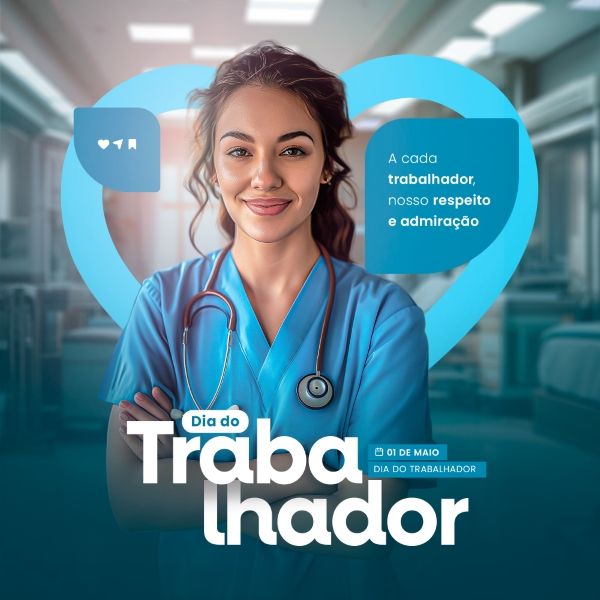 A cada
trabalhador,
nosso respeito
e admiração
Dia do
Traba
lhador
01 DE MAIO
DIA DO TRABALHADOR